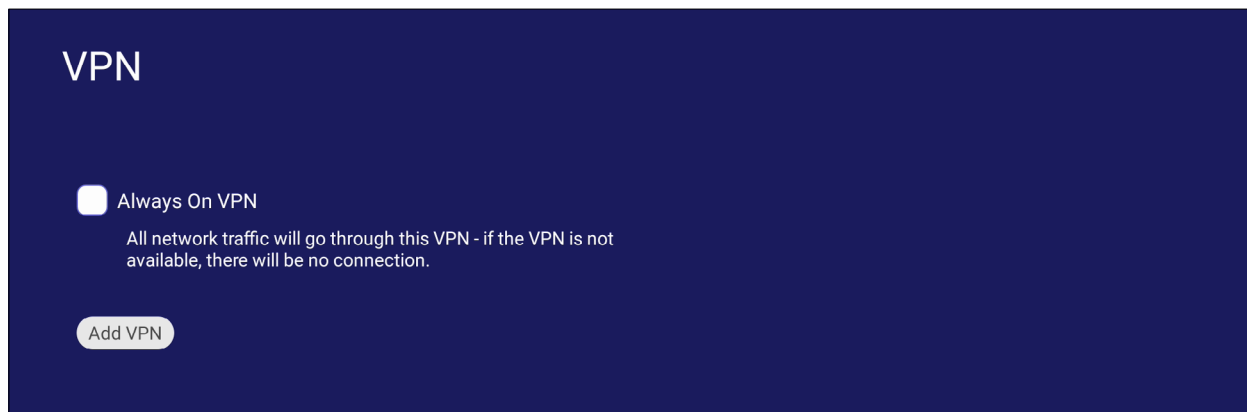 VPN
Always On VPN
All network traffic will go through this VPN - if the VPN is not
available, there will be no connection.
Add VPN